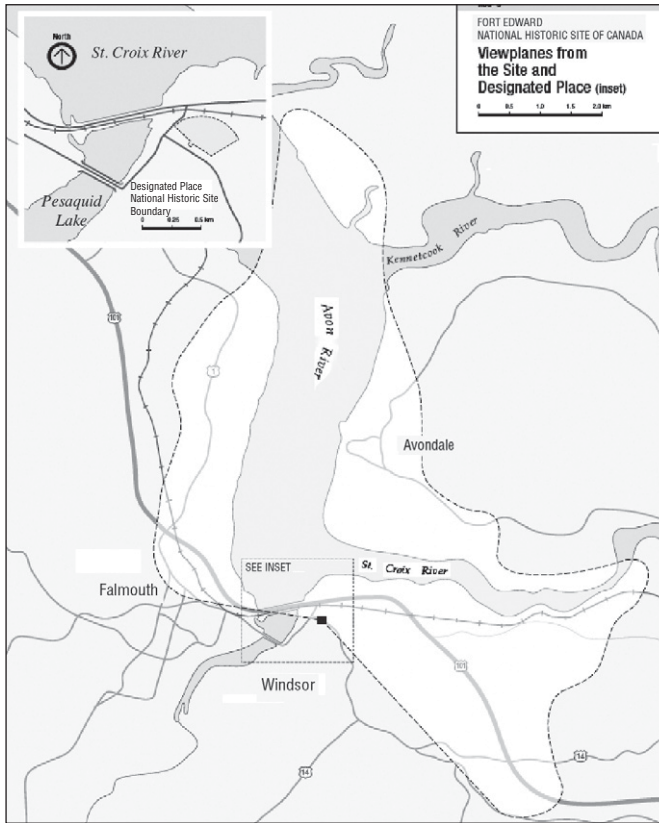 North
St. Croix River
Pesaquid
Lake
Designated Place
National Historic Site
Boundary
0 0.25 0.5 km
FORT EDWARD
NATIONAL HISTORIC SITE OF CANADA
Viewplanes from
the Site and
Designated Place (inset)
0 0.5 1.0 1.5 2.0 km
Kennetcook River
Avon River
101
1
Avondale
SEE INSET
St. Croix River
Falmouth
Windsor
101
14
14